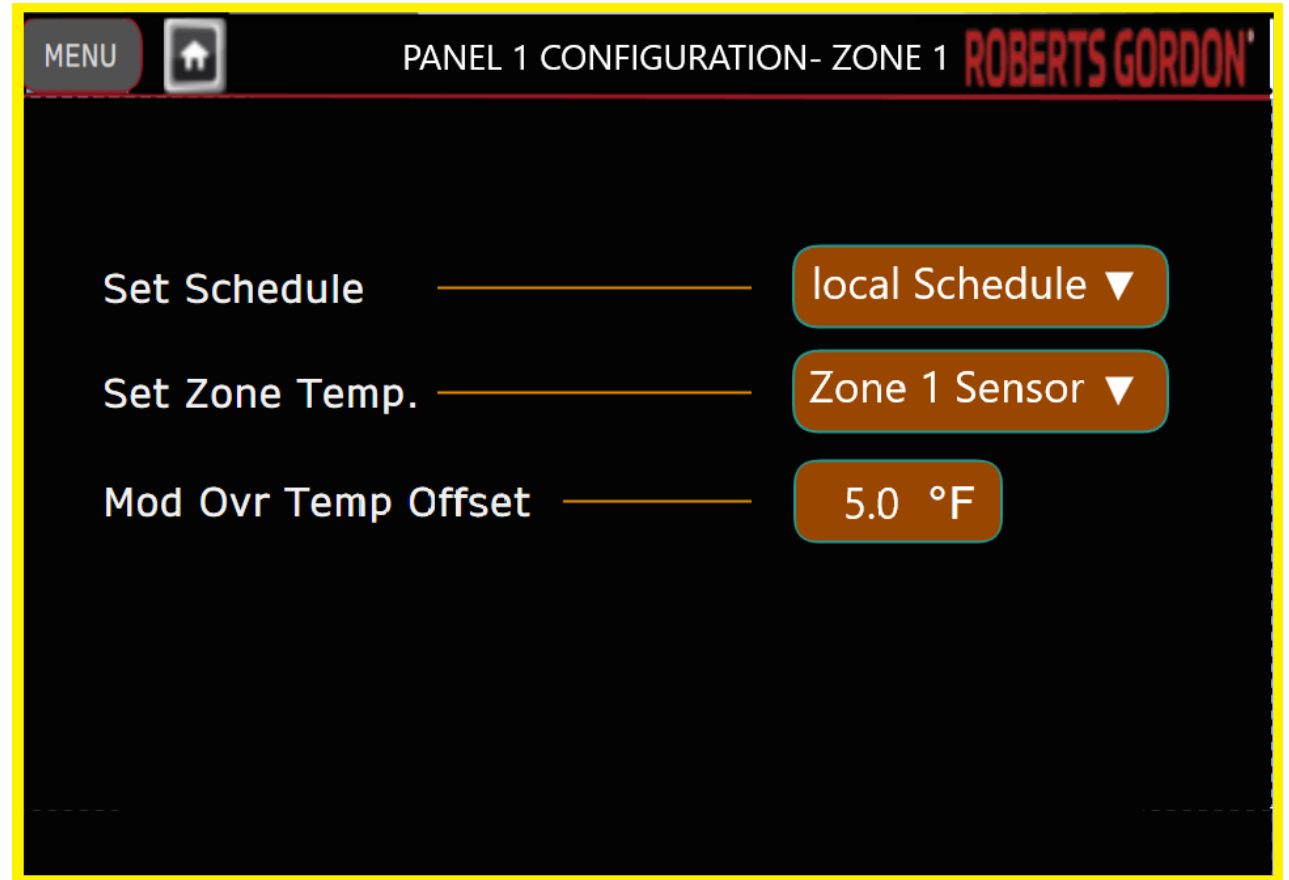 MENU PANEL 1 CONFIGURATION- ZONE 1 ROBERTS GORDON®
Set Schedule local Schedule ▼
Set Zone Temp. Zone 1 Sensor ▼
Mod Ovr Temp Offset 5.0 °F